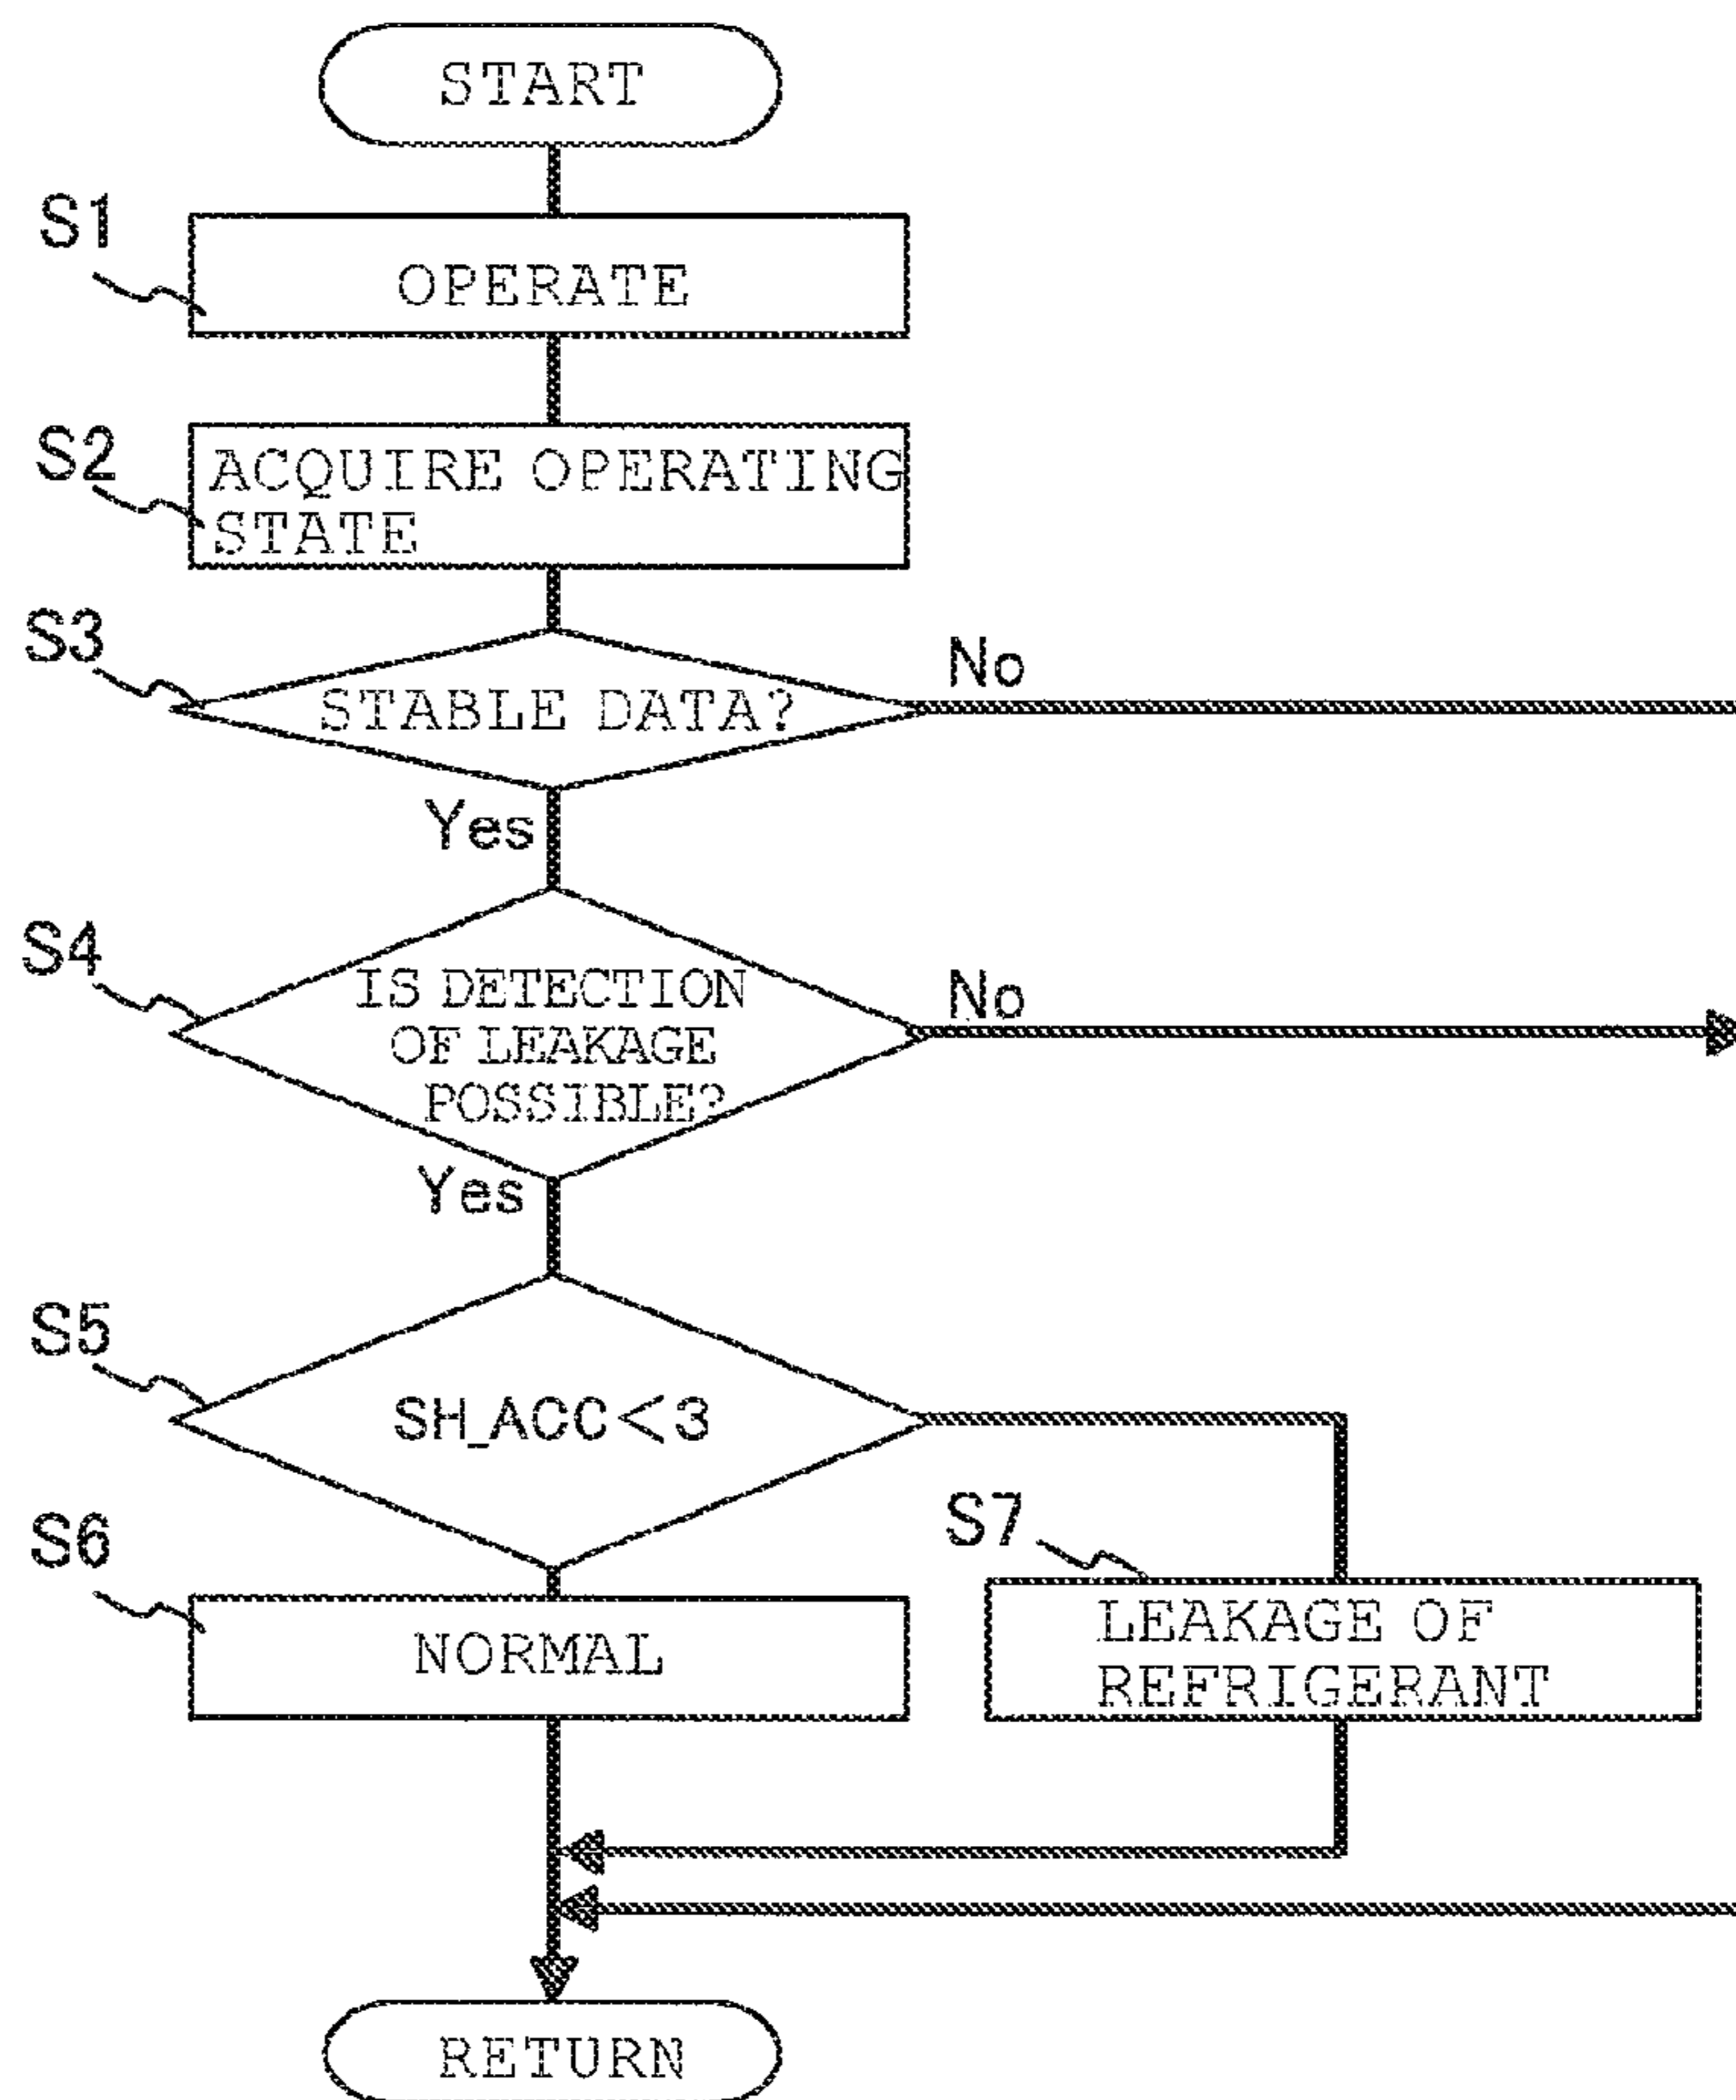 START
S1
OPERATE
S2
ACQUIRE OPERATING
STATE
S3
STABLE DATA?
No
Yes
S4
IS DETECTION
OF LEAKAGE
POSSIBLE?
No
Yes
S5
SH_ACC<3
S6
NORMAL
S7
LEAKAGE OF
REFRIGERANT
RETURN